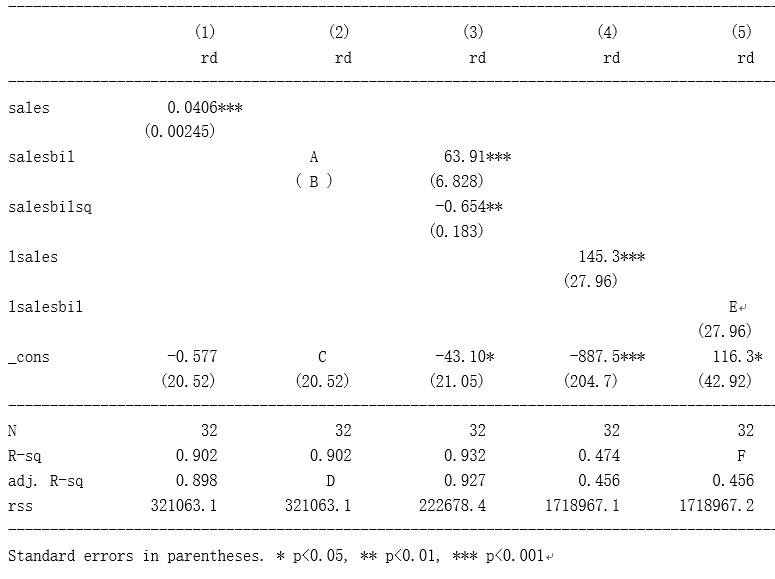 (1) (2) (3) (4) (5)
rd rd rd rd rd
sales 0.0406***
(0.00245)
salesbil A 63.91***
( B ) (6.828)
salesbilsq -0.654**
(0.183)
lsales 145.3***
(27.96)
lsalesbil E↵
(27.96)
_cons -0.577 C -43.10* -887.5*** 116.3*
(20.52) (20.52) (21.05) (204.7) (42.92)
N 32 32 32 32 32
R-sq 0.902 0.902 0.932 0.474 F
adj. R-sq 0.898 D 0.927 0.456 0.456
rss 321063.1 321063.1 222678.4 1718967.1 1718967.2
Standard errors in parentheses. * p<0.05, ** p<0.01, *** p<0.001↵